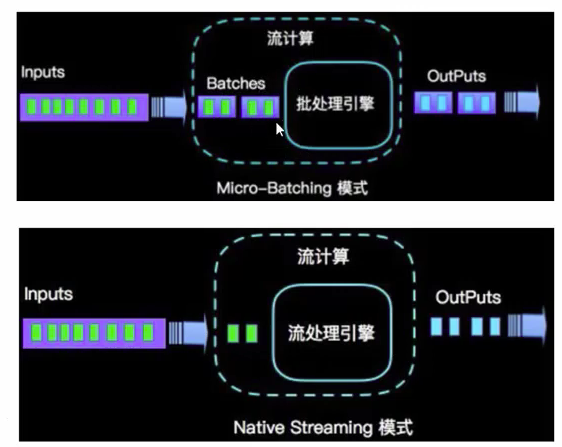 流计算
Inputs
Batches
批处理引擎
OutPuts
Micro-Batching 模式
流计算
Inputs
流处理引擎
OutPuts
Native Streaming 模式